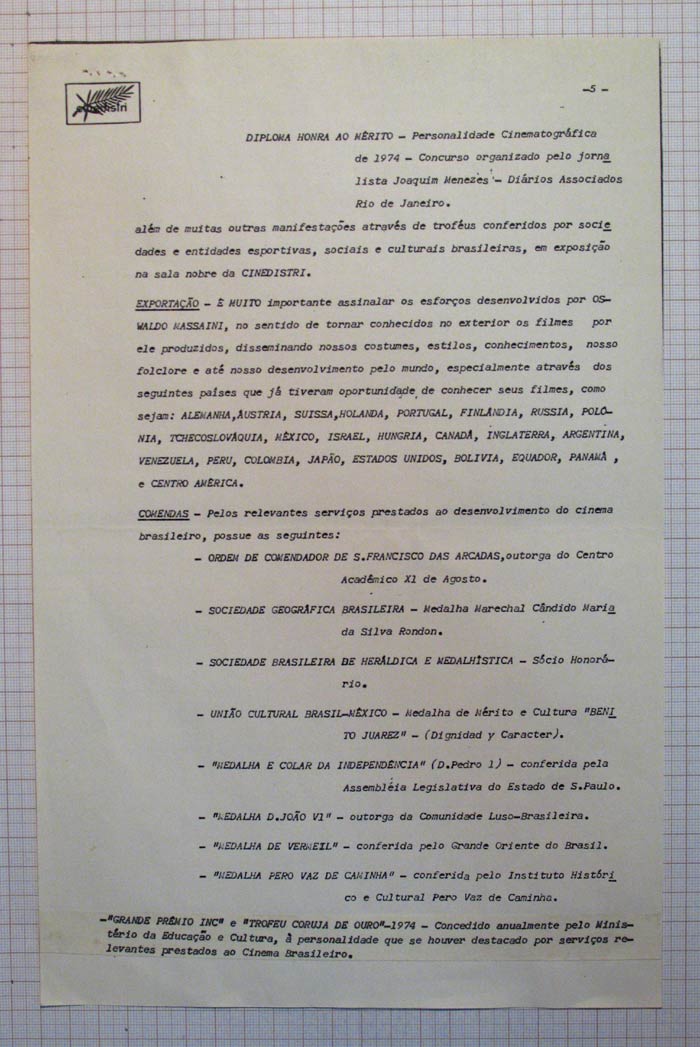 cinedistri
-5 -
DIPLOMA HONRA AO MÉRITO - Personalidade Cinematográfica
de 1974 - Concurso organizado pelo jorna
lista Joaquim Menezes - Diários Associados
Rio de Janeiro.
além de muitas outras manifestações através de troféus conferidos por socie
dades e entidades esportivas, sociais e culturais brasileiras, em exposição
na sala nobre da CINEDISTRI.
EXPORTAÇÃO - É MUITO importante assinalar os esforços desenvolvidos por OS-
WALDO MASSAINI, no sentido de tornar conhecidos no exterior os filmes por
ele produzidos, disseminando nossos costumes, estilos, conhecimentos, nosso
folclore e até nosso desenvolvimento pelo mundo, especialmente através dos
seguintes países que já tiveram oportunidade de conhecer seus filmes, como
sejam: ALEMANHA,ÁUSTRIA, SUISSA,HOLANDA, PORTUGAL, FINLÂNDIA, RUSSIA, POLÔ-
NIA, TCHECOSLOVÁQUIA, MÉXICO, ISRAEL, HUNGRIA, CANADÁ, INGLATERRA, ARGENTINA,
VENEZUELA, PERU, COLOMBIA, JAPÃO, ESTADOS UNIDOS, BOLIVIA, EQUADOR, PANAMÁ ,
e CENTRO AMÉRICA.
COMENDAS - Pelos relevantes serviços prestados ao desenvolvimento do cinema
brasileiro, possue as seguintes:
- ORDEM DE COMENDADOR DE S.FRANCISCO DAS ARCADAS,outorga do Centro
Acadêmico X1 de Agosto.
- SOCIEDADE GEOGRÁFICA BRASILEIRA - Medalha Marechal Cândido Maria
da Silva Rondon.
- SOCIEDADE BRASILEIRA DE HERÁLDICA E MEDALHÍSTICA - Sócio Honorá-
rio.
- UNIÃO CULTURAL BRASIL-MÉXICO - Medalha de Mérito e Cultura "BENI
TO JUAREZ" - (Dignidad y Caracter).
- "MEDALHA E COLAR DA INDEPENDÊNCIA" (D.Pedro 1) - conferida pela
Assembléia Legislativa do Estado de S.Paulo.
- "MEDALHA D.JOÃO V1" - outorga da Comunidade Luso-Brasileira.
- "MEDALHA DE VERMEIL" - conferida pelo Grande Oriente do Brasil.
- "MEDALHA PERO VAZ DE CAMINHA" - conferida pelo Instituto Históri
co e Cultural Pero Vaz de Caminha.
-"GRANDE PRÊMIO INC" e "TROFEU CORUJA DE OURO"-1974 - Concedido anualmente pelo Minis-
tério da Educação e Cultura, à personalidade que se houver destacado por serviços re-
levantes prestados ao Cinema Brasileiro.